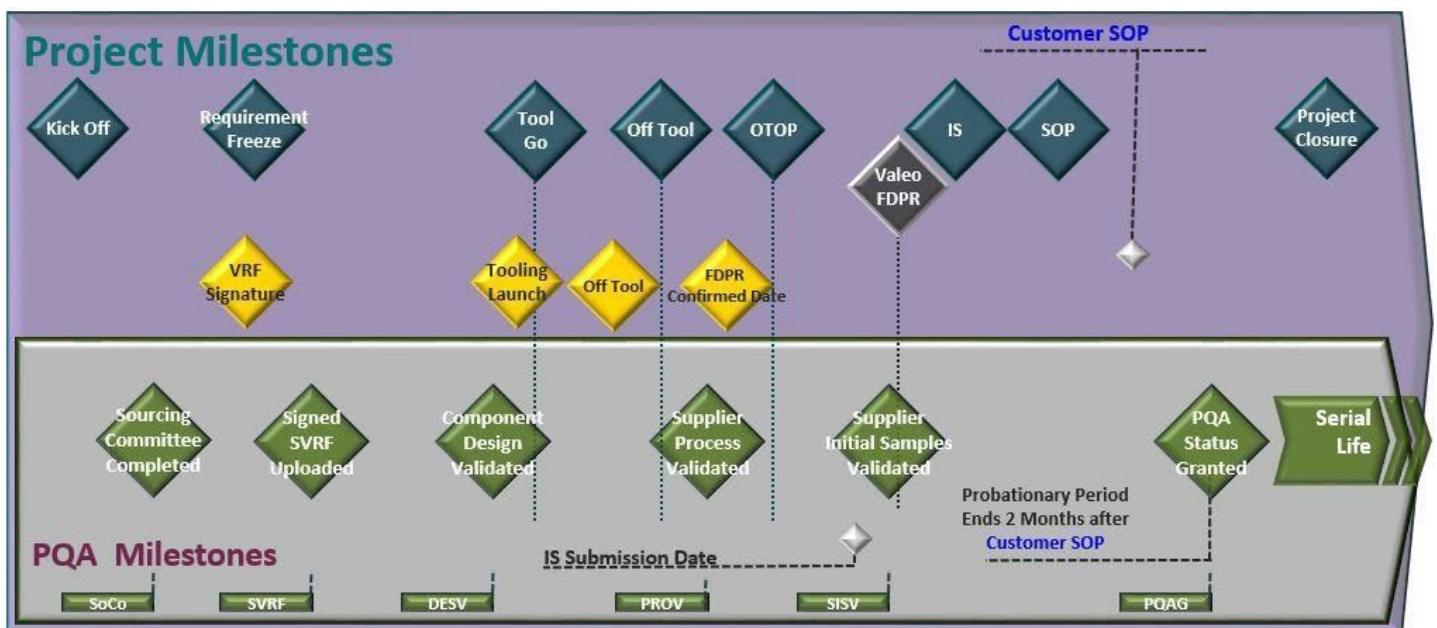 Project Milestones
Customer SOP
Kick Off
Requirement
Freeze
Tool
Go
Off Tool
OTOP
IS
SOP
Project
Closure
Valeo
FDPR
VRF
Signature
Tooling
Launch
Off Tool
FDPR
Confirmed Date
Sourcing
Committee
Completed
Signed
SVRF
Uploaded
Component
Design
Validated
Supplier
Process
Validated
Supplier
Initial Samples
Validated
PQA
Status
Granted
Serial
Life
Probationary Period
Ends 2 Months after
Customer SOP
PQA Milestones
IS Submission Date
SoCo
SVRF
DESV
PROV
SISV
PQAG